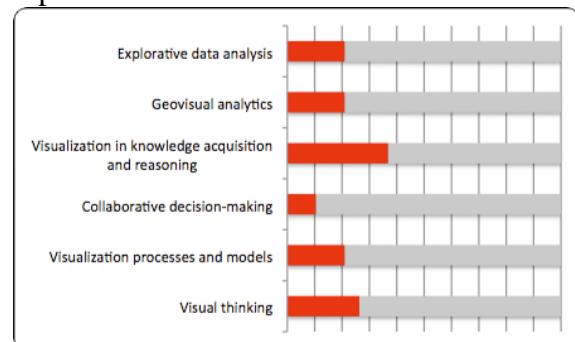 Explorative data analysis
Geovisual analytics
Visualization in knowledge acquisition
and reasoning
Collaborative decision-making
Visualization processes and models
Visual thinking